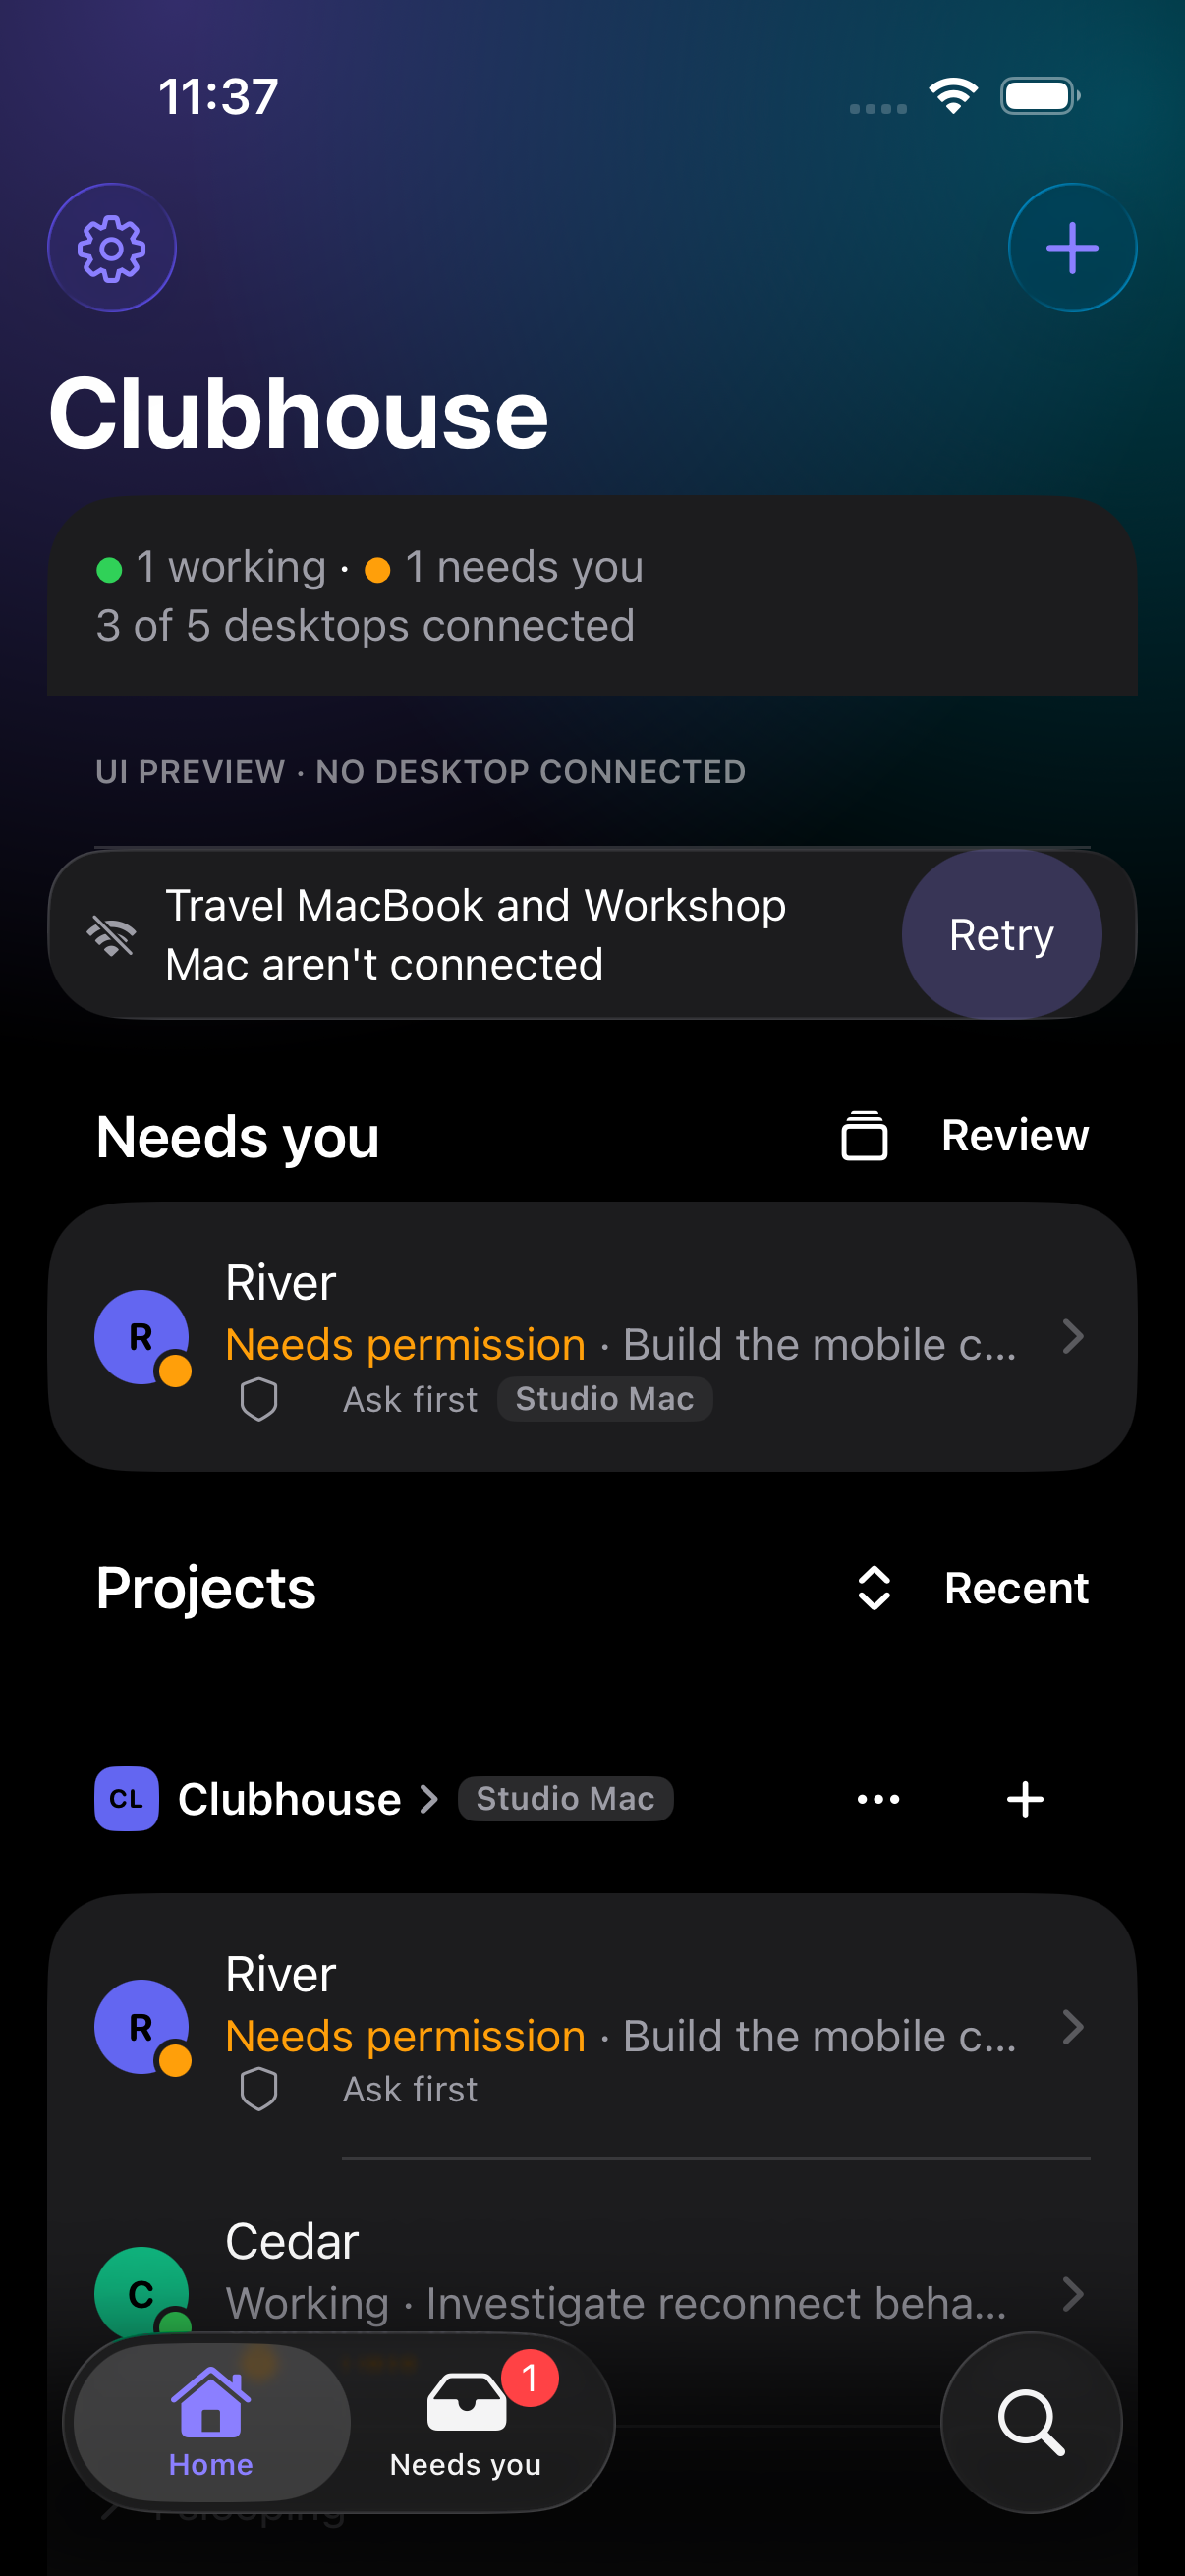 11:37
Clubhouse
1 working · 1 needs you
3 of 5 desktops connected
UI PREVIEW · NO DESKTOP CONNECTED
Travel MacBook and Workshop
Mac aren't connected
Retry
Needs you
Review
R
River
Needs permission · Build the mobile c...
Ask first
Studio Mac
Projects
Recent
CL
Clubhouse
Studio Mac
R
River
Needs permission · Build the mobile c...
Ask first
C
Cedar
Working · Investigate reconnect beha...
1
Home
Needs you